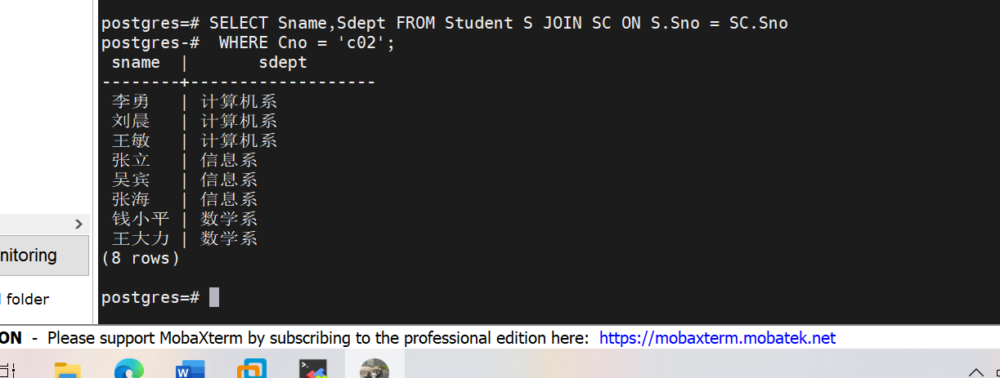 postgres=# SELECT Sname,Sdept FROM Student S JOIN SC ON S.Sno = SC.Sno
postgres-#  WHERE Cno = 'c02';
 sname  |       sdept
--------+-------------------
 李勇   | 计算机系
 刘晨   | 计算机系
 王敏   | 计算机系
 张立   | 信息系
 吴宾   | 信息系
 张海   | 信息系
 钱小平 | 数学系
 王大力 | 数学系
(8 rows)
postgres=#
nitoring
folder
ON - Please support MobaXterm by subscribing to the professional edition here: https://mobaxterm.mobatek.net
W
>_